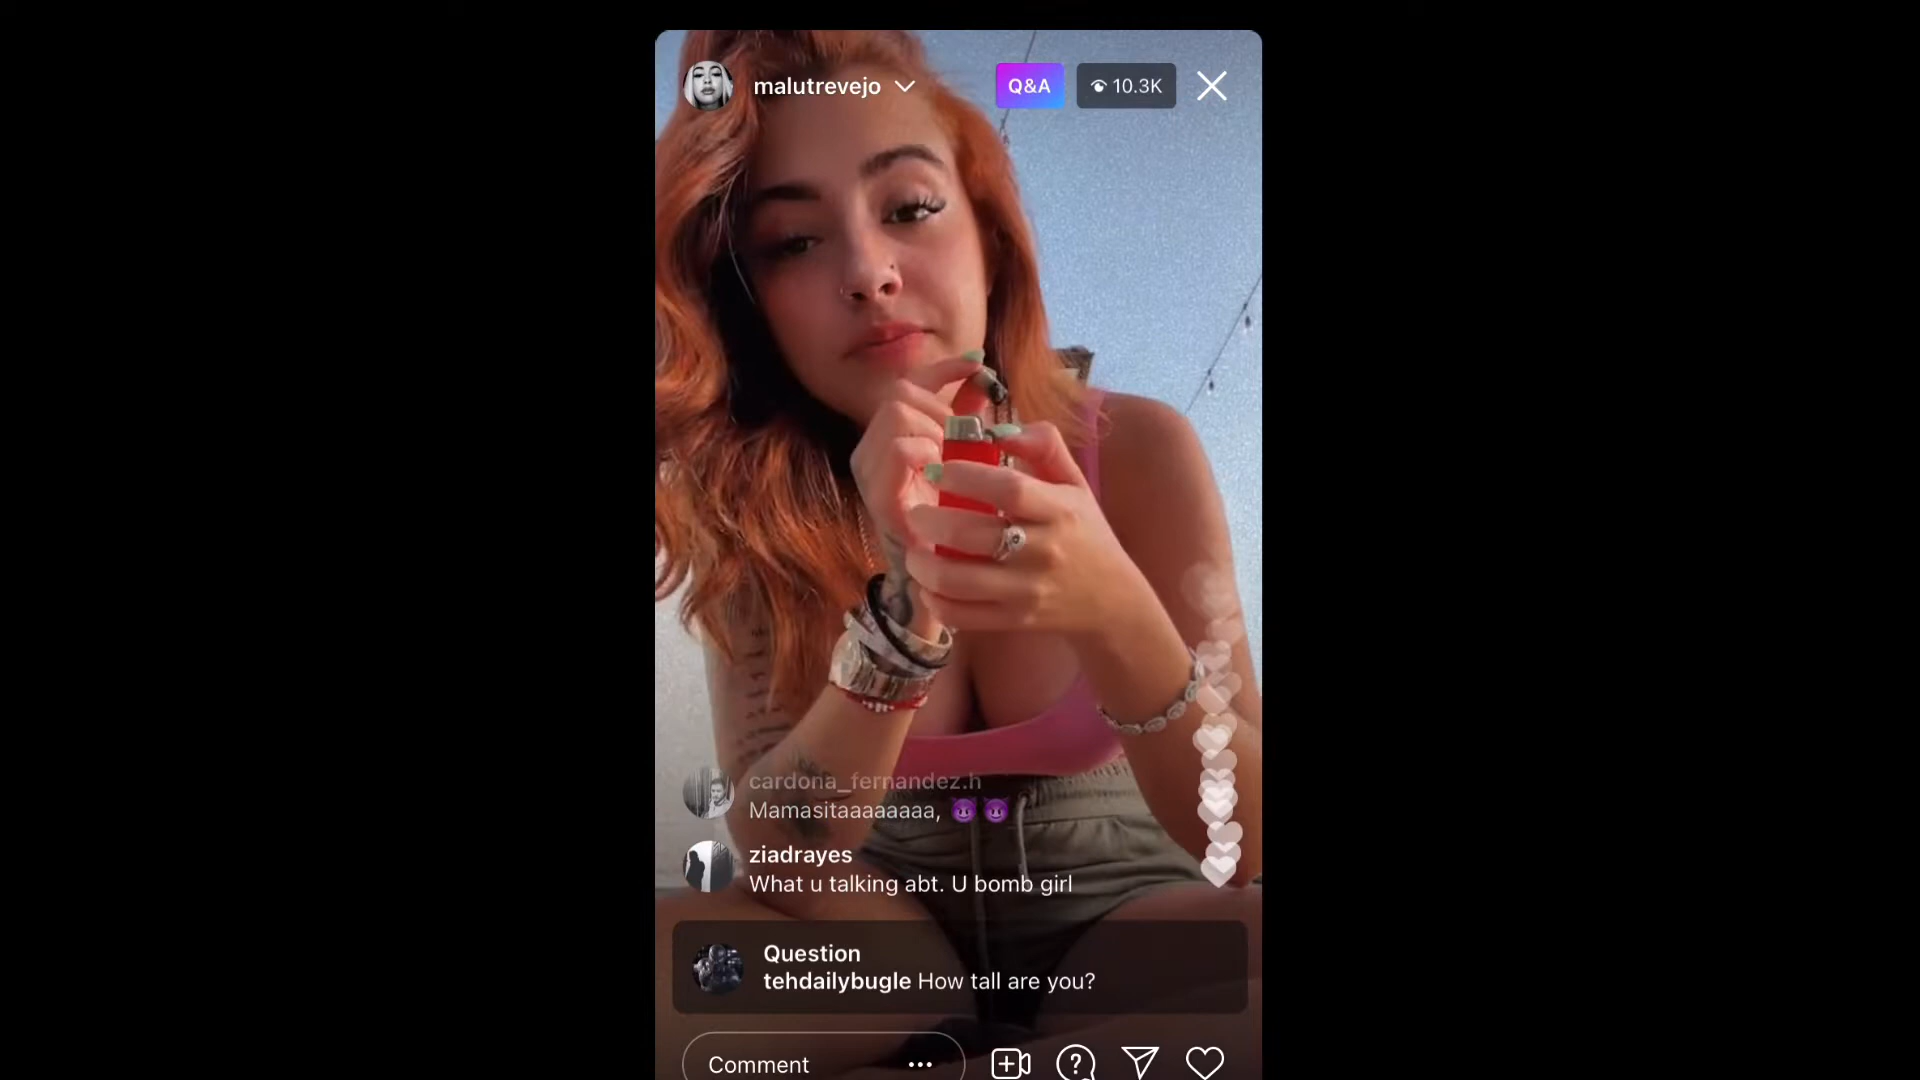 malutrevejo
Q&A
10.3K
cardona_fernandez.h
Mamasitaaaaaaaa, 😈😈
ziadrayes
What u talking abt. U bomb girl
Question
tehdailybugle How tall are you?
Comment